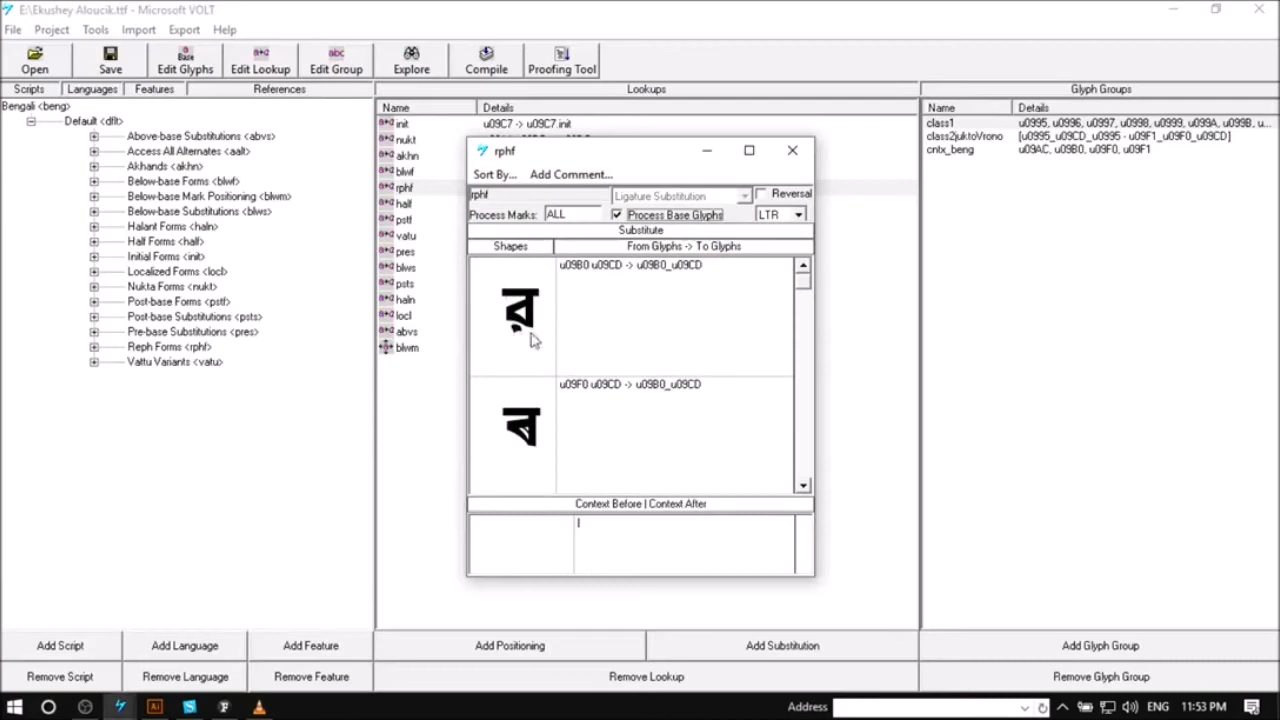 E:\Ekushey Aloucik.ttf - Microsoft VOLT
File Project Tools Import Export Help
Open Save Edit Glyphs Edit Lookup Edit Group Explore Compile Proofing Tool
Scripts Languages Features References Lookups Glyph Groups
Bengali <beng>
Default <dflt>
Above-base Substitutions <abvs>
Access All Alternates <aalt>
Akhands <akhn>
Below-base Forms <blwf>
Below-base Mark Positioning <blwm>
Below-base Substitutions <blws>
Halant Forms <haln>
Half Forms <half>
Initial Forms <init>
Localized Forms <locl>
Nukta Forms <nukt>
Post-base Forms <pstf>
Post-base Substitutions <psts>
Pre-base Substitutions <pres>
Reph Forms <rphf>
Vattu Variants <vatu>
Name Details
init u09C7 -> u09C7.init
nukt
akhn
blwf
rphf
half
pstf
vatu
pres
blws
psts
haln
locl
abvs
blwm
rphf
Sort By... Add Comment...
rphf Ligature Substitution Reversal
Process Marks: ALL Process Base Glyphs LTR
Substitute
Shapes From Glyphs -> To Glyphs
র u09B0 u09CD -> u09B0_u09CD
ৰ u09F0 u09CD -> u09B0_u09CD
Context Before | Context After
Name Details
class1 u0995, u0996, u0997, u0998, u0999, u099A, u099B, u...
class2juktoVrono [u0995_u09CD_u0995 - u09F1_u09F0_u09CD]
cntx_beng u09AC, u09B0, u09F0, u09F1
Add Script Add Language Add Feature Add Positioning Add Substitution Add Glyph Group
Remove Script Remove Language Remove Feature Remove Lookup Remove Glyph Group
Address ENG 11:53 PM